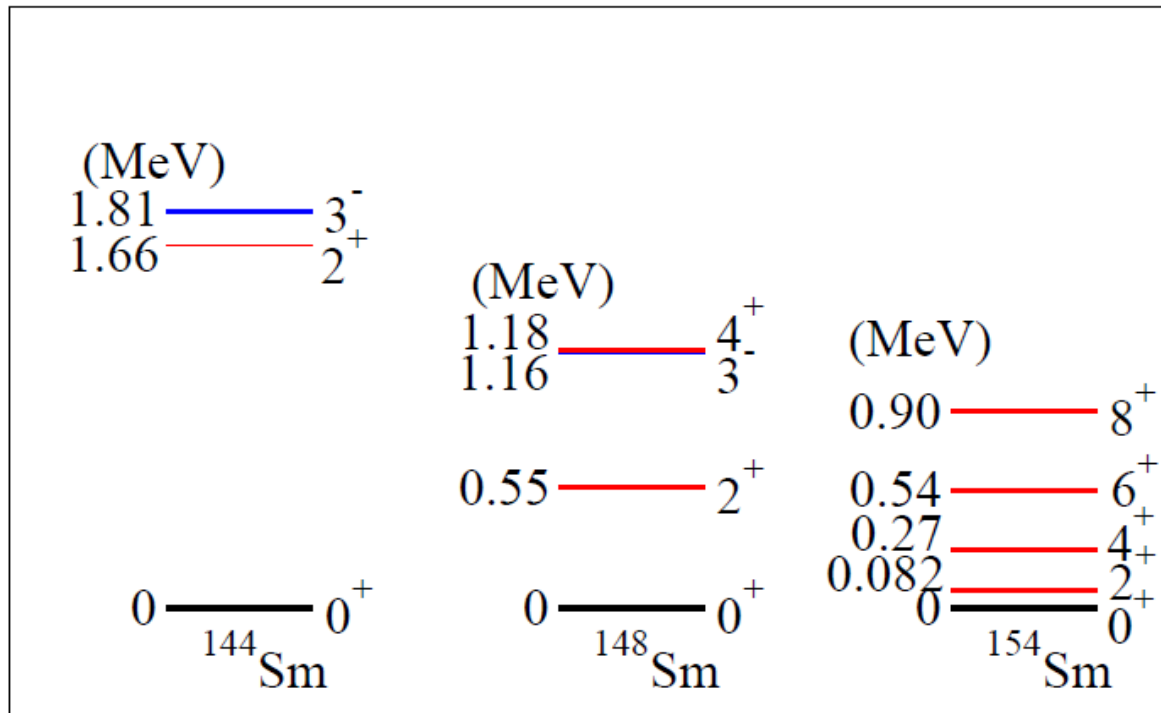 (MeV)
1.81 3⁻
1.66 2⁺
0 0⁺
¹⁴⁴Sm
(MeV)
1.18 4⁺
1.16 3⁻
0.55 2⁺
0 0⁺
¹⁴⁸Sm
(MeV)
0.90 8⁺
0.54 6⁺
0.27 4⁺
0.082 2⁺
0 0⁺
¹⁵⁴Sm